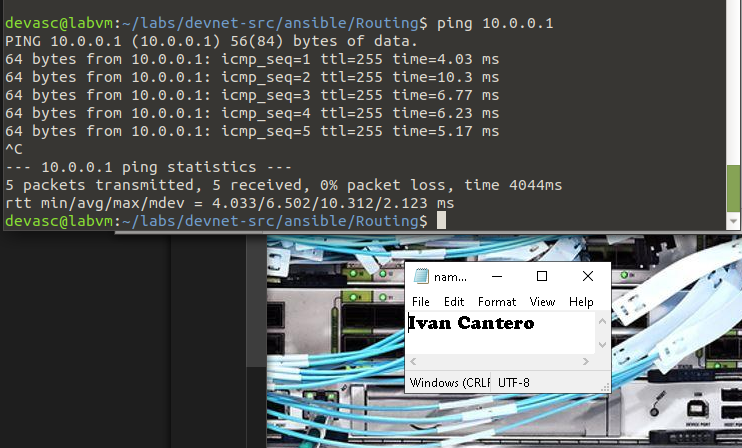 devasc@labvm:~/labs/devnet-src/ansible/Routing$ ping 10.0.0.1
PING 10.0.0.1 (10.0.0.1) 56(84) bytes of data.
64 bytes from 10.0.0.1: icmp_seq=1 ttl=255 time=4.03 ms
64 bytes from 10.0.0.1: icmp_seq=2 ttl=255 time=10.3 ms
64 bytes from 10.0.0.1: icmp_seq=3 ttl=255 time=6.77 ms
64 bytes from 10.0.0.1: icmp_seq=4 ttl=255 time=6.23 ms
64 bytes from 10.0.0.1: icmp_seq=5 ttl=255 time=5.17 ms
^C
--- 10.0.0.1 ping statistics ---
5 packets transmitted, 5 received, 0% packet loss, time 4044ms
rtt min/avg/max/mdev = 4.033/6.502/10.312/2.123 ms
devasc@labvm:~/labs/devnet-src/ansible/Routing$
nam...
File Edit Format View Help
Ivan Cantero
Windows (CRLF UTF-8